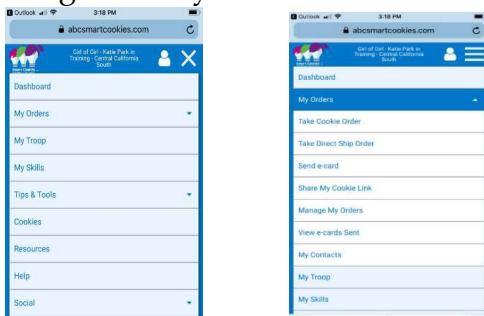 Outlook 3:18 PM
abcsmartcookies.com
Girl of Girl - Katie Park in
Training - Central California
South
Dashboard
My Orders
My Troop
My Skills
Tips & Tools
Cookies
Resources
Help
Social
Outlook 3:18 PM
abcsmartcookies.com
Girl of Girl - Katie Park in
Training - Central California
South
Dashboard
My Orders
Take Cookie Order
Take Direct Ship Order
Send e-card
Share My Cookie Link
Manage My Orders
View e-cards Sent
My Contacts
My Troop
My Skills